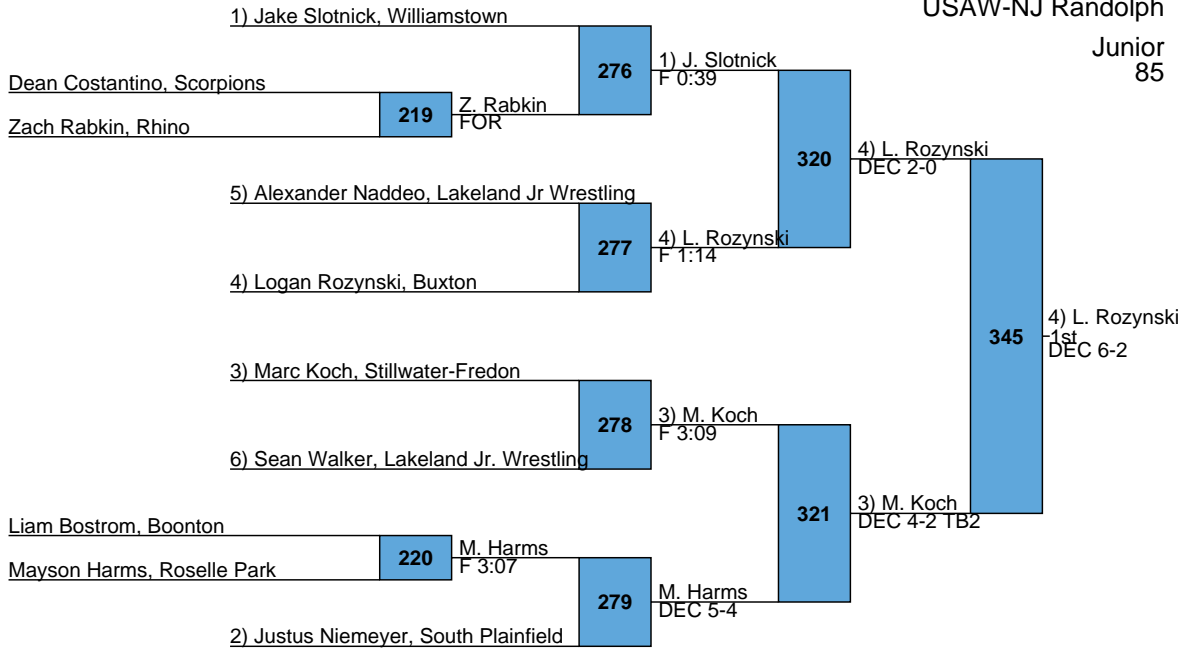 USAW-NJ Randolph
Junior
85
1) Jake Slotnick, Williamstown
276
1) J. Slotnick
F 0:39
Dean Costantino, Scorpions
219
Z. Rabkin
FOR
Zach Rabkin, Rhino
320
4) L. Rozynski
DEC 2-0
5) Alexander Naddeo, Lakeland Jr Wrestling
277
4) L. Rozynski
F 1:14
4) Logan Rozynski, Buxton
345
4) L. Rozynski
1st
DEC 6-2
3) Marc Koch, Stillwater-Fredon
278
3) M. Koch
F 3:09
6) Sean Walker, Lakeland Jr. Wrestling
321
3) M. Koch
DEC 4-2 TB2
Liam Bostrom, Boonton
220
M. Harms
F 3:07
Mayson Harms, Roselle Park
279
M. Harms
DEC 5-4
2) Justus Niemeyer, South Plainfield